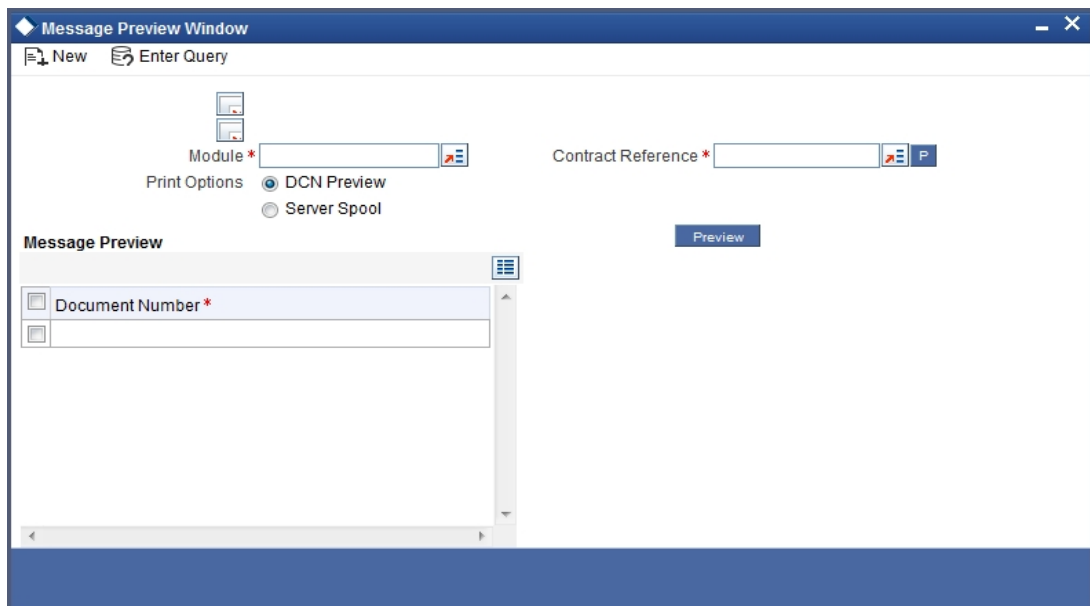 Message Preview Window
New Enter Query
Module * Contract Reference * P
Print Options DCN Preview
Server Spool
Preview
Message Preview
Document Number *